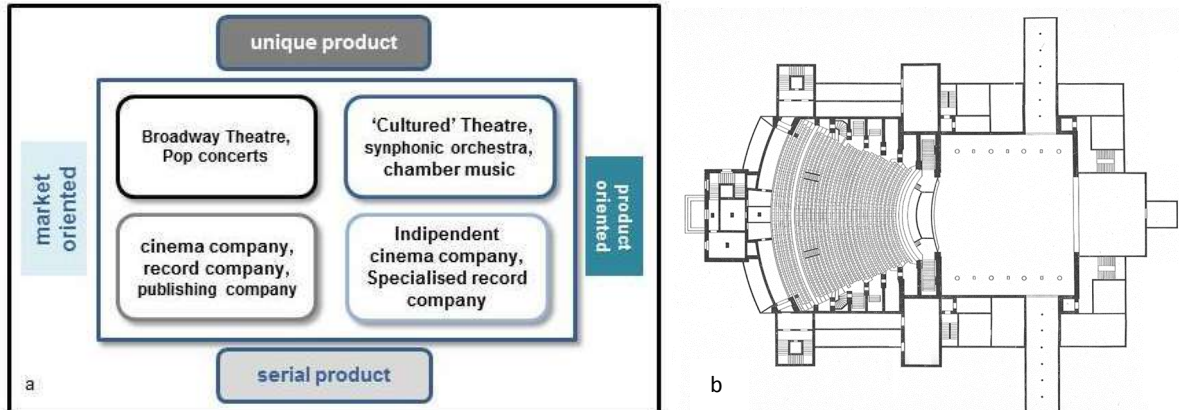 unique product
market
oriented
Broadway Theatre,
Pop concerts
'Cultured' Theatre,
synphonic orchestra,
chamber music
product
oriented
cinema company,
record company,
publishing company
Indipendent
cinema company,
Specialised record
company
serial product
a
b